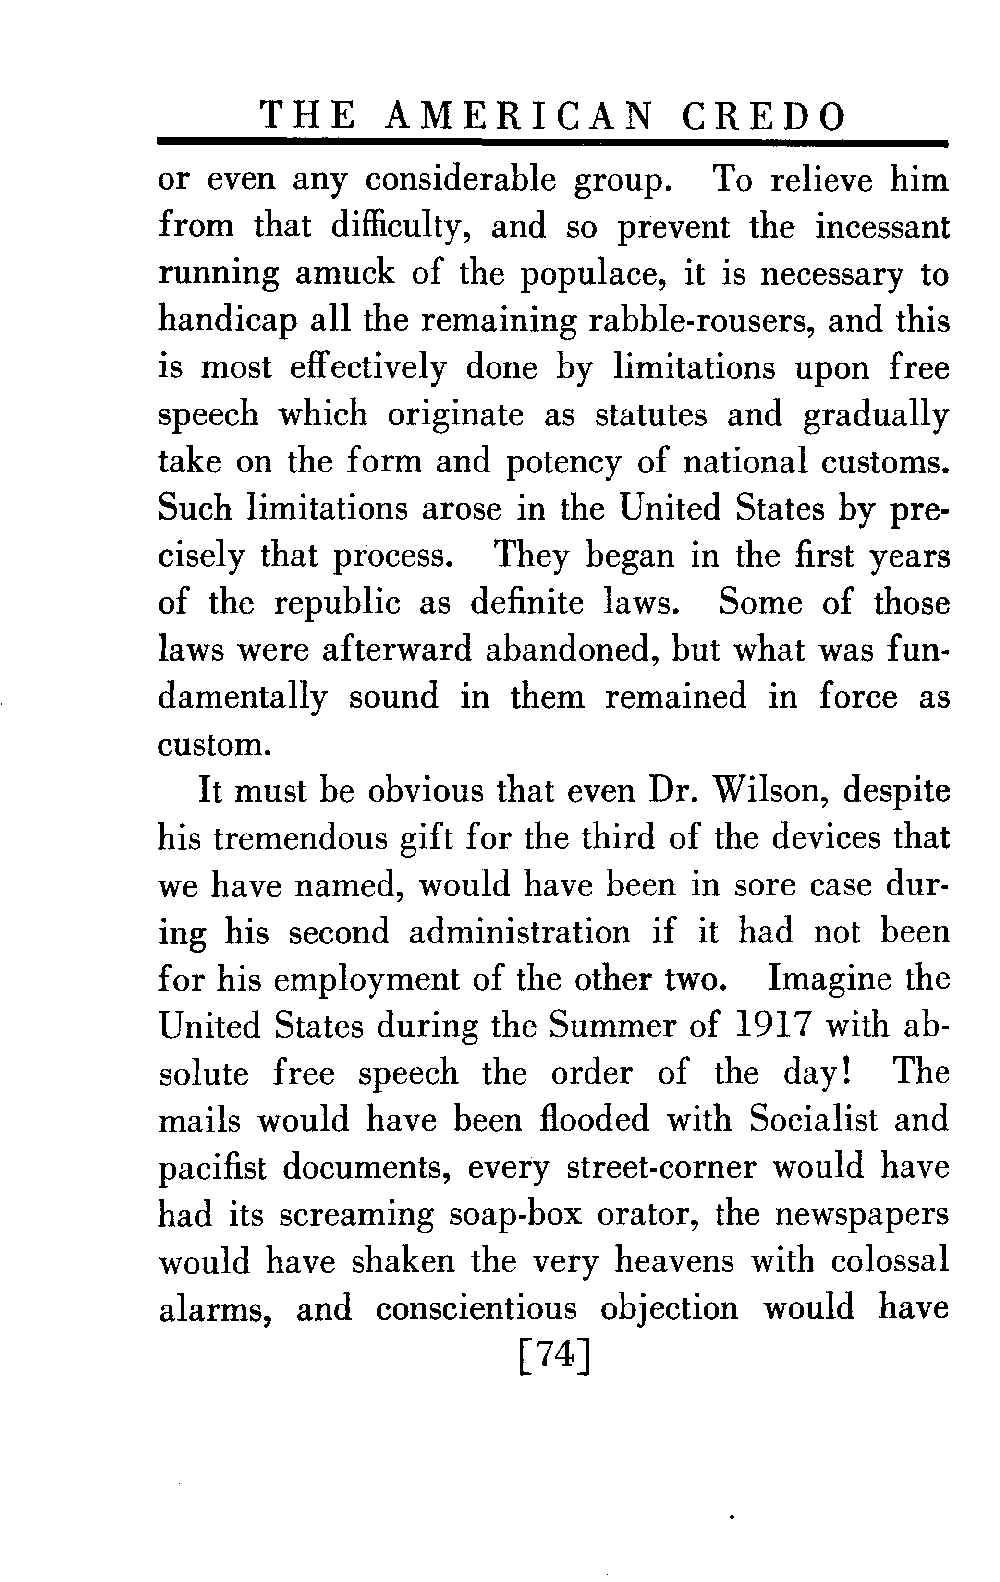 THE AMERICAN CREDO
or even any considerable group. To relieve him
from that difficulty, and so prevent the incessant
running amuck of the populace, it is necessary to
handicap all the remaining rabble-rousers, and this
is most effectively done by limitations upon free
speech which originate as statutes and gradually
take on the form and potency of national customs.
Such limitations arose in the United States by pre-
cisely that process. They began in the first years
of the republic as definite laws. Some of those
laws were afterward abandoned, but what was fun-
damentally sound in them remained in force as
custom.
It must be obvious that even Dr. Wilson, despite
his tremendous gift for the third of the devices that
we have named, would have been in sore case dur-
ing his second administration if it had not been
for his employment of the other two. Imagine the
United States during the Summer of 1917 with ab-
solute free speech the order of the day! The
mails would have been flooded with Socialist and
pacifist documents, every street-corner would have
had its screaming soap-box orator, the newspapers
would have shaken the very heavens with colossal
alarms, and conscientious objection would have
[74]